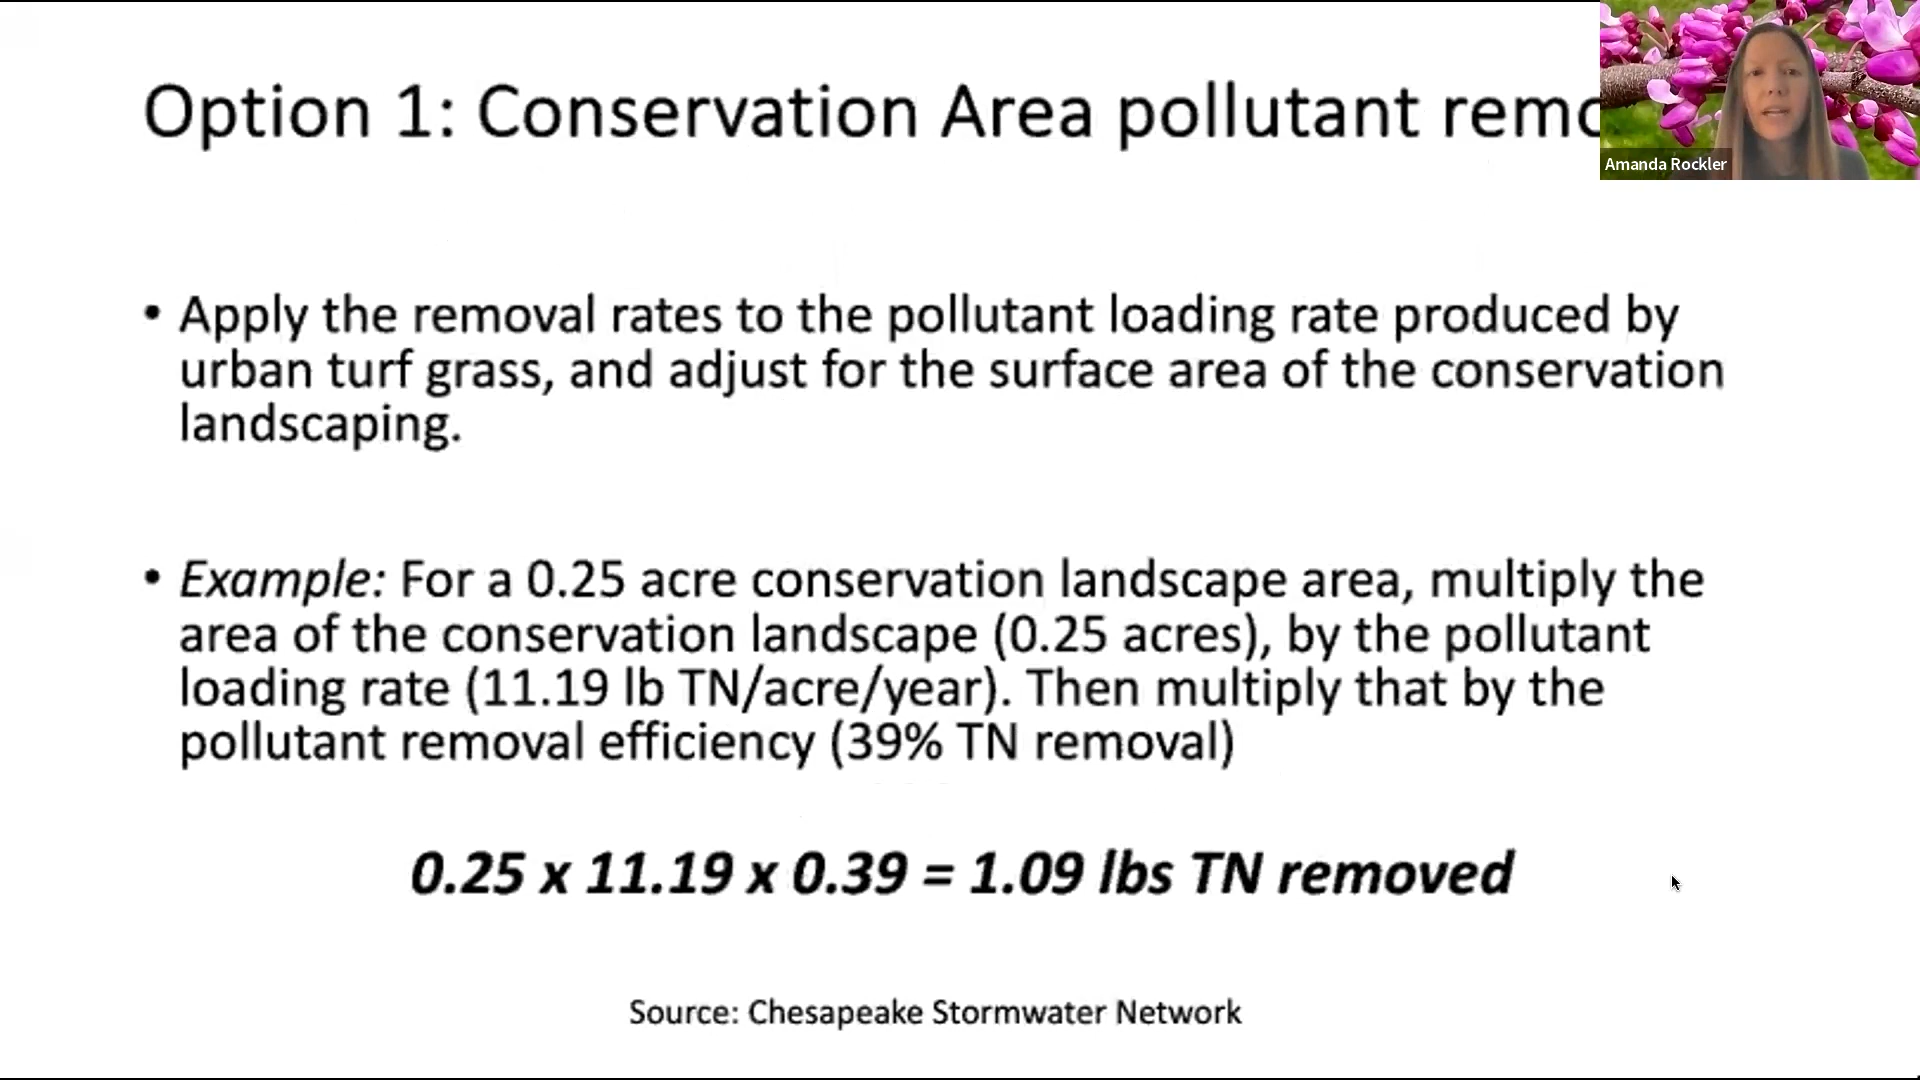 Option 1: Conservation Area pollutant remo
Amanda Rockler
• Apply the removal rates to the pollutant loading rate produced by
urban turf grass, and adjust for the surface area of the conservation
landscaping.
• Example: For a 0.25 acre conservation landscape area, multiply the
area of the conservation landscape (0.25 acres), by the pollutant
loading rate (11.19 lb TN/acre/year). Then multiply that by the
pollutant removal efficiency (39% TN removal)
0.25 x 11.19 x 0.39 = 1.09 lbs TN removed
Source: Chesapeake Stormwater Network